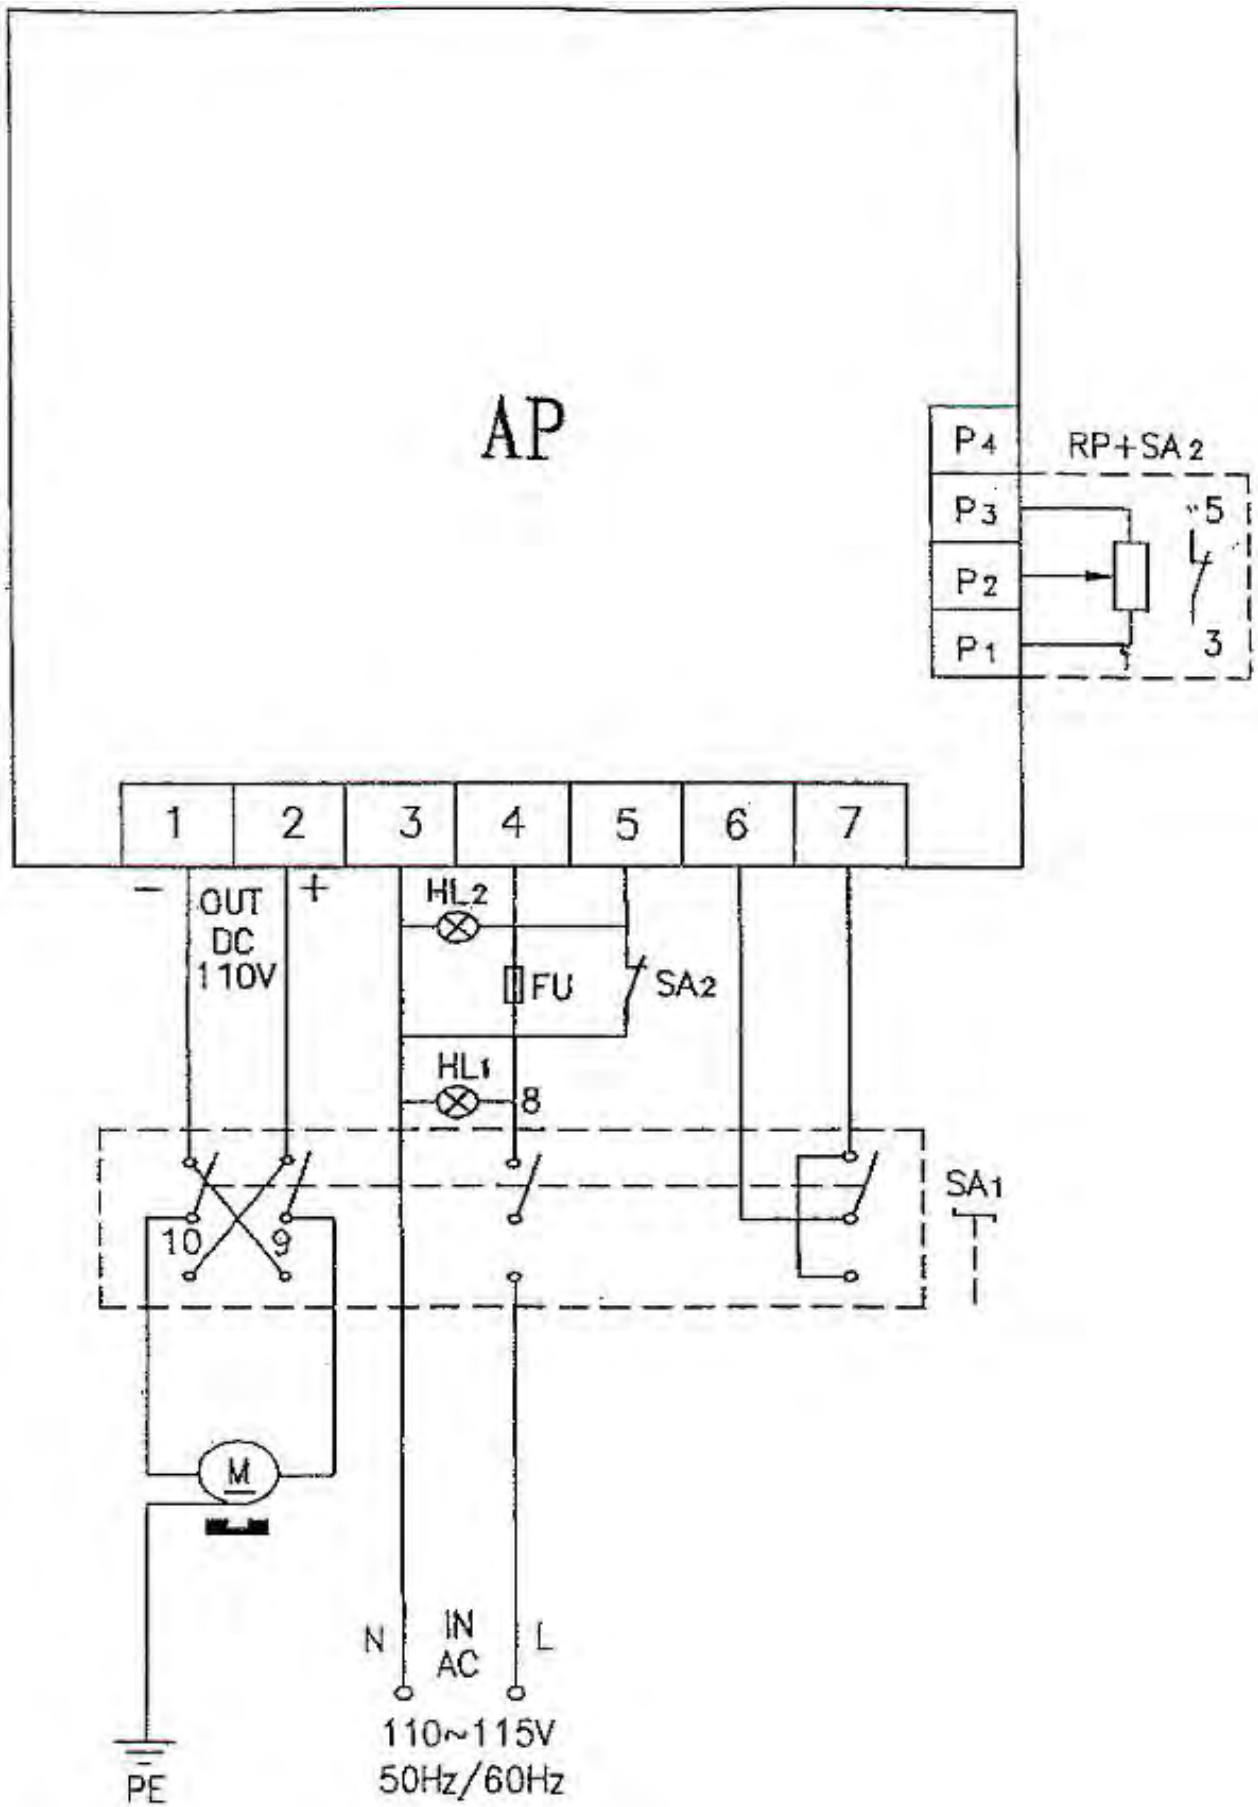 AP
P4
RP+SA2
P3
5
P2
P1
3
1 2 3 4 5 6 7
− OUT +
DC
110V
HL2
FU
SA2
HL1
8
SA1
10
9
M
N
IN
AC
L
110~115V
50Hz/60Hz
PE